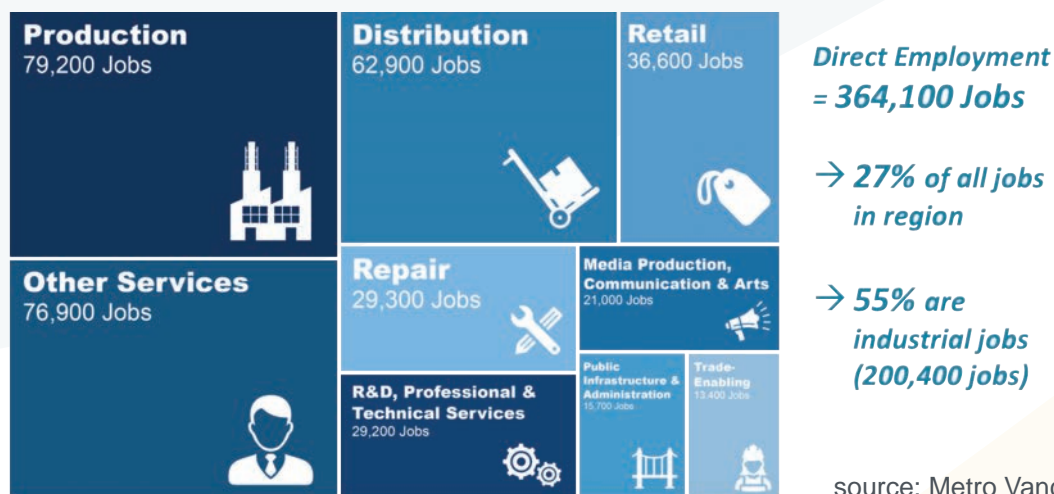 Production
79,200 Jobs
Distribution
62,900 Jobs
Retail
36,600 Jobs
Other Services
76,900 Jobs
Repair
29,300 Jobs
Media Production,
Communication & Arts
21,000 Jobs
R&D, Professional &
Technical Services
29,200 Jobs
Public
Infrastructure &
Administration
15,700 Jobs
Trade-
Enabling
13,400 Jobs
Direct Employment
= 364,100 Jobs
→ 27% of all jobs
in region
→ 55% are
industrial jobs
(200,400 jobs)
source: Metro Vanc